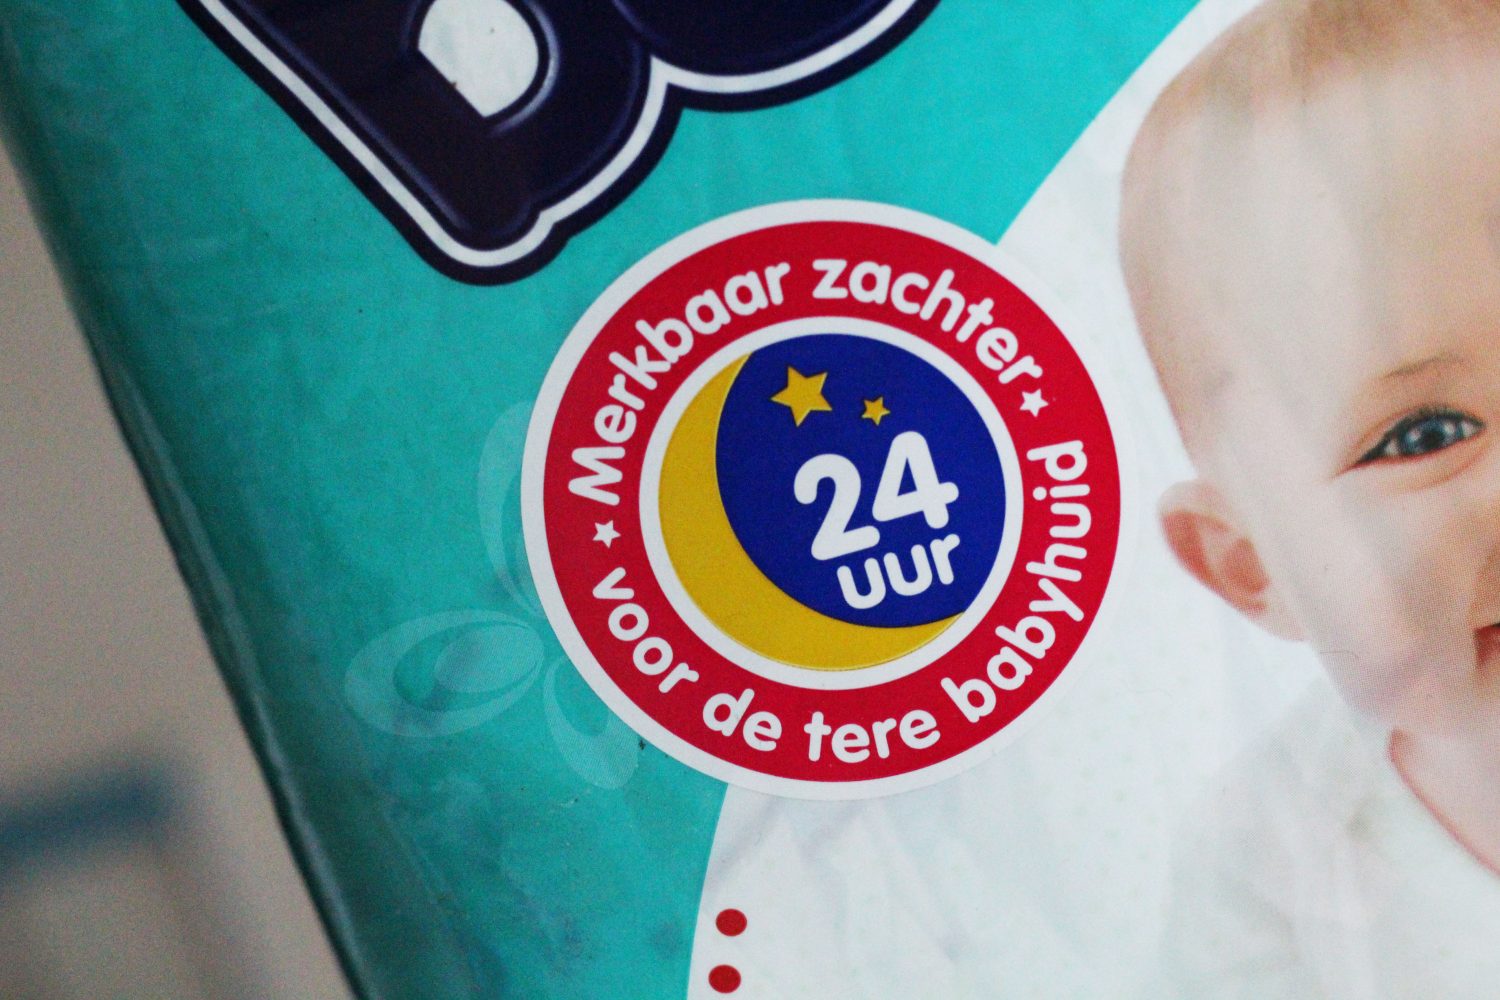 Merkbaar zachter
24
uur
voor de tere babyhuid